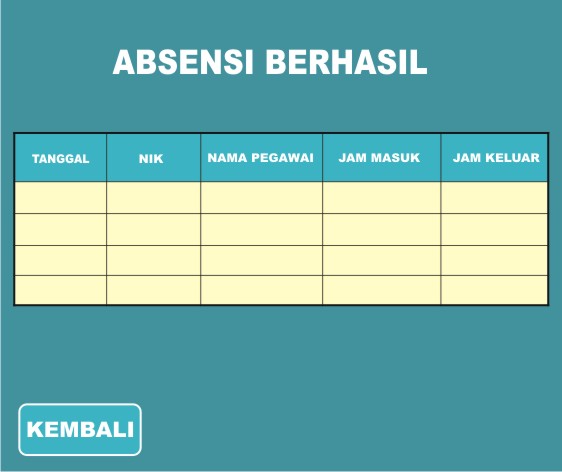 ABSENSI BERHASIL
TANGGAL NIK NAMA PEGAWAI JAM MASUK JAM KELUAR
KEMBALI